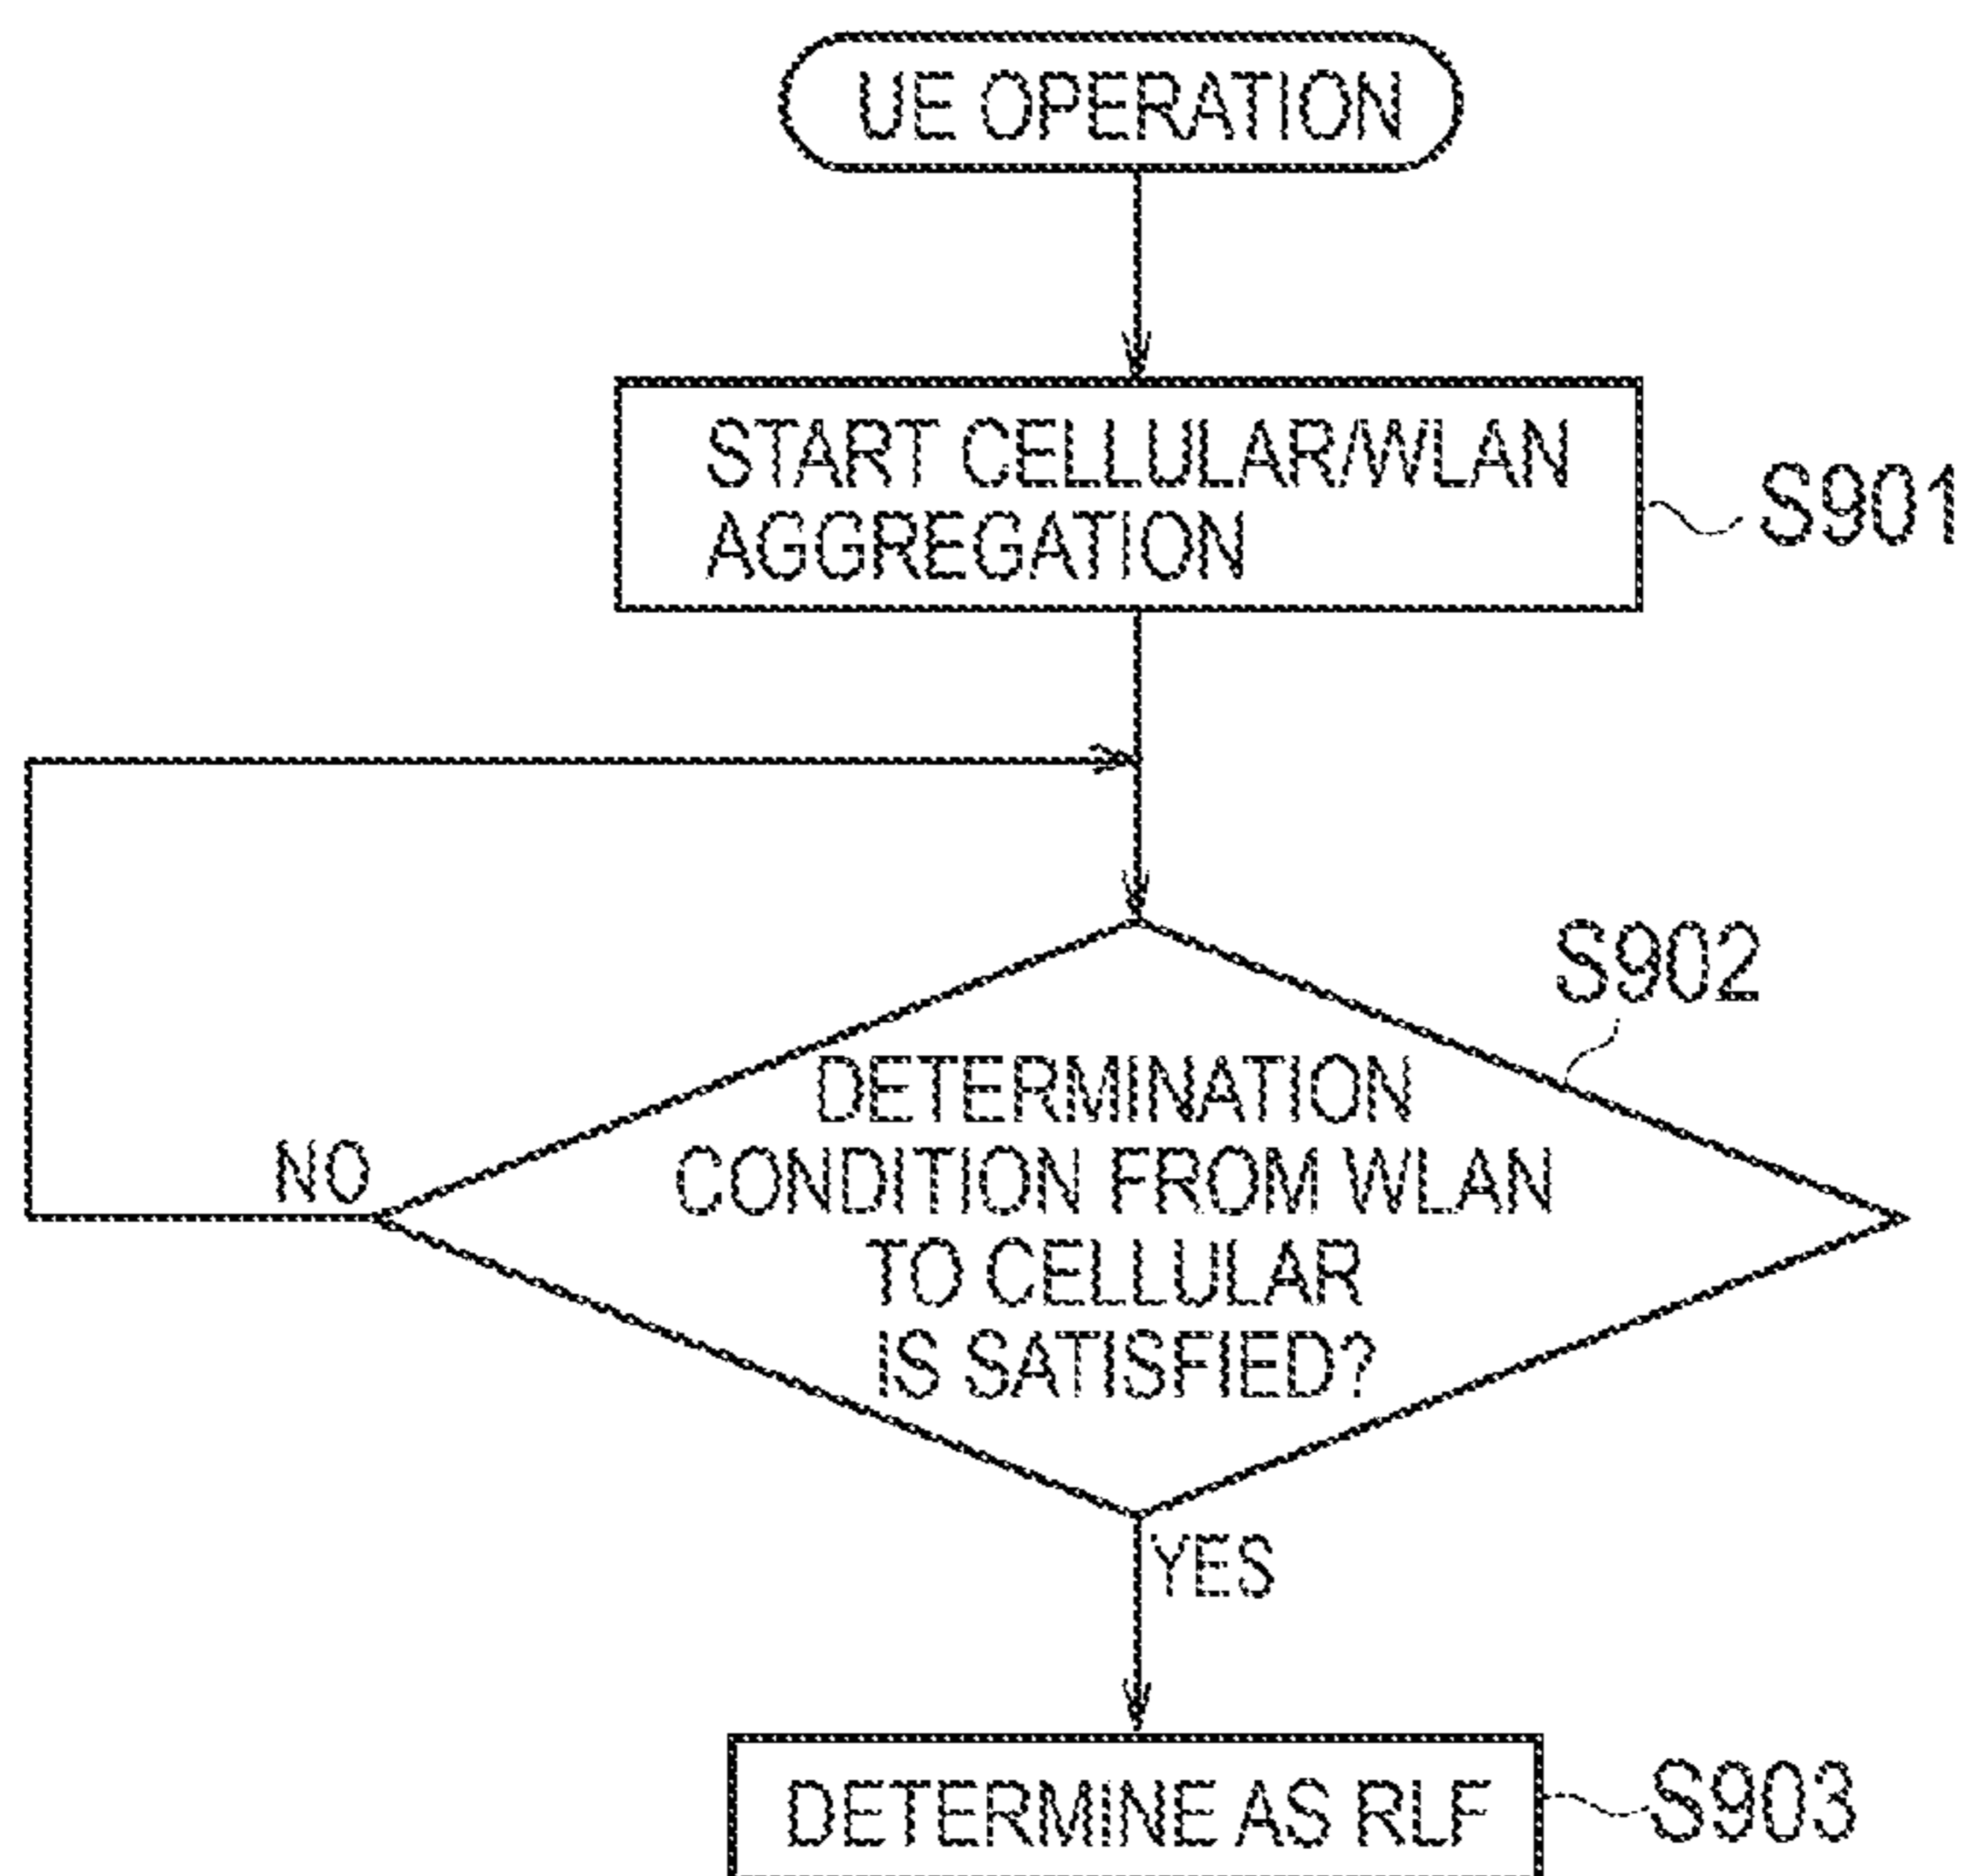 UE OPERATION
START CELLULAR/WLAN
AGGREGATION
S901
S902
DETERMINATION
CONDITION FROM WLAN
TO CELLULAR
IS SATISFIED?
NO
YES
DETERMINE AS RLF
S903